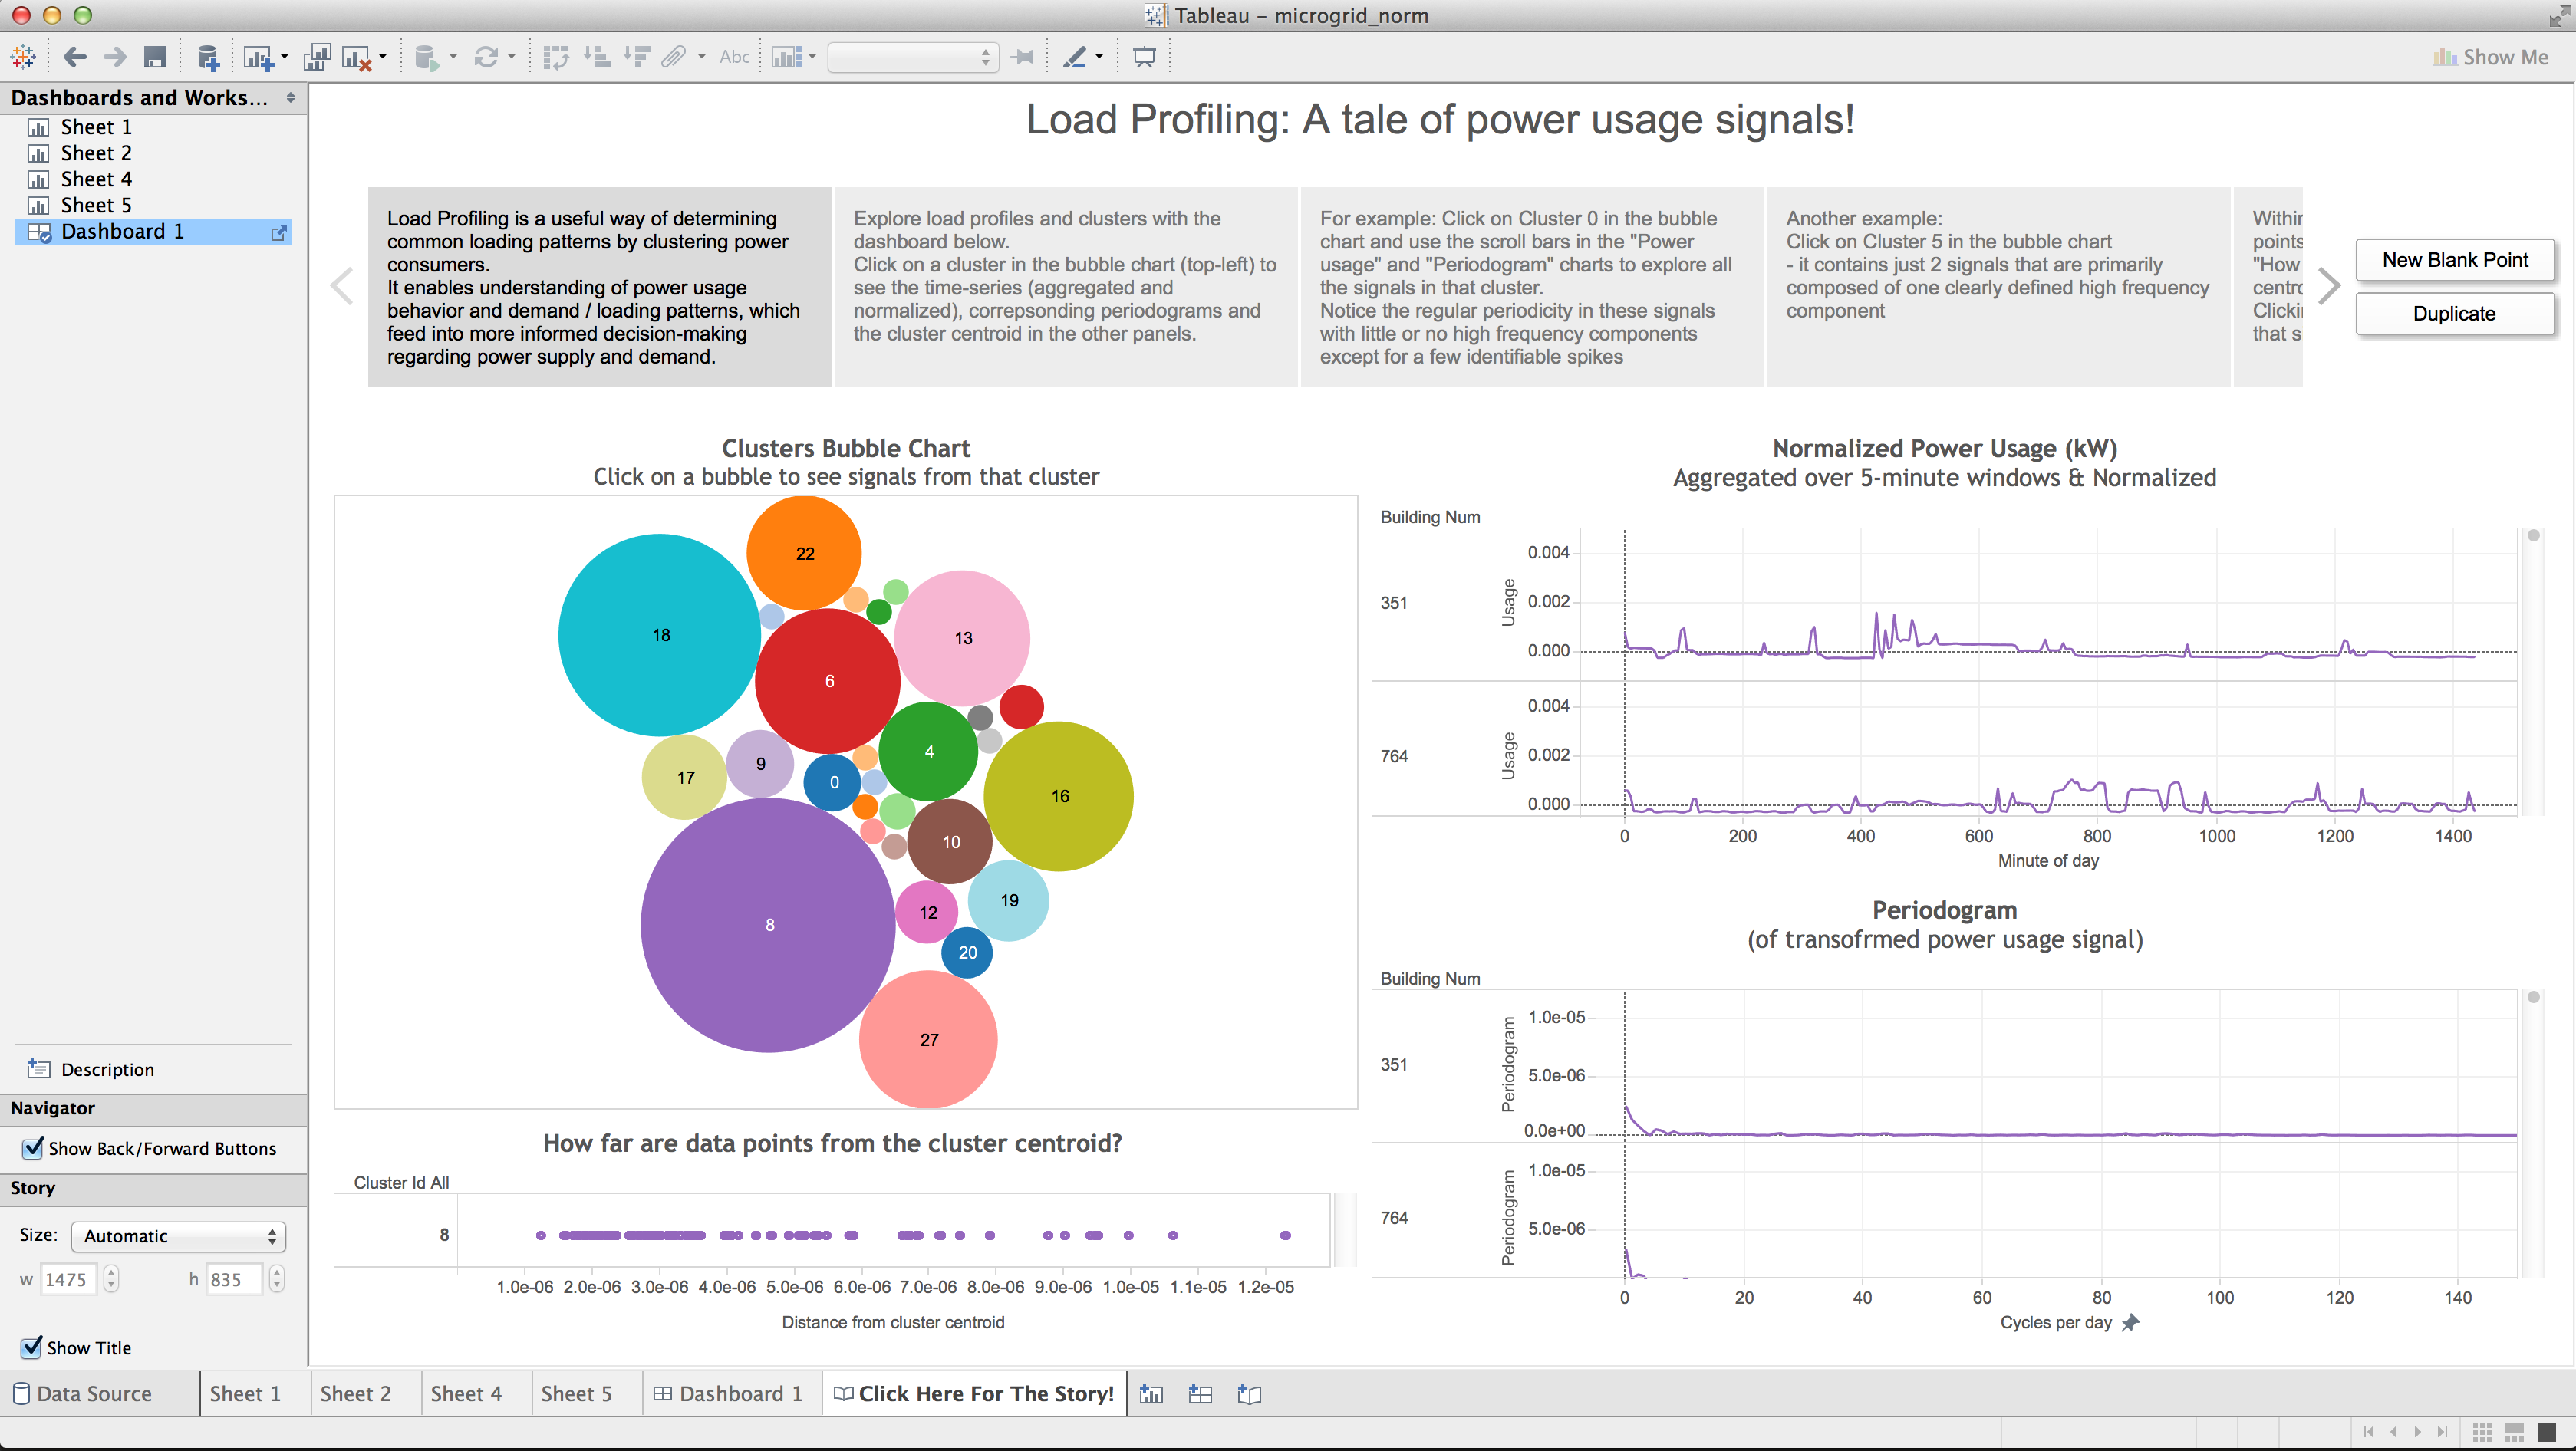 Tableau – microgrid_norm
Abc
Show Me
Dashboards and Works...
Sheet 1
Sheet 2
Sheet 4
Sheet 5
Dashboard 1
Description
Navigator
Show Back/Forward Buttons
Story
Size: Automatic
w 1475 h 835
Show Title
Load Profiling: A tale of power usage signals!
Load Profiling is a useful way of determining
common loading patterns by clustering power
consumers.
It enables understanding of power usage
behavior and demand / loading patterns, which
feed into more informed decision-making
regarding power supply and demand.
Explore load profiles and clusters with the
dashboard below.
Click on a cluster in the bubble chart (top-left) to
see the time-series (aggregated and
normalized), correpsonding periodograms and
the cluster centroid in the other panels.
For example: Click on Cluster 0 in the bubble
chart and use the scroll bars in the "Power
usage" and "Periodogram" charts to explore all
the signals in that cluster.
Notice the regular periodicity in these signals
with little or no high frequency components
except for a few identifiable spikes
Another example:
Click on Cluster 5 in the bubble chart
- it contains just 2 signals that are primarily
composed of one clearly defined high frequency
component
Within
points
"How
centro
Clicki
that s
New Blank Point
Duplicate
Clusters Bubble Chart
Click on a bubble to see signals from that cluster
22
18
13
6
4
9
17
0
16
10
19
12
8
20
27
How far are data points from the cluster centroid?
Cluster Id All
8
1.0e-06 2.0e-06 3.0e-06 4.0e-06 5.0e-06 6.0e-06 7.0e-06 8.0e-06 9.0e-06 1.0e-05 1.1e-05 1.2e-05
Distance from cluster centroid
Normalized Power Usage (kW)
Aggregated over 5-minute windows & Normalized
Building Num
351
Usage
0.004
0.002
0.000
764
Usage
0.004
0.002
0.000
0 200 400 600 800 1000 1200 1400
Minute of day
Periodogram
(of transofrmed power usage signal)
Building Num
351
Periodogram
1.0e-05
5.0e-06
0.0e+00
764
Periodogram
1.0e-05
5.0e-06
0 20 40 60 80 100 120 140
Cycles per day
Data Source
Sheet 1
Sheet 2
Sheet 4
Sheet 5
Dashboard 1
Click Here For The Story!